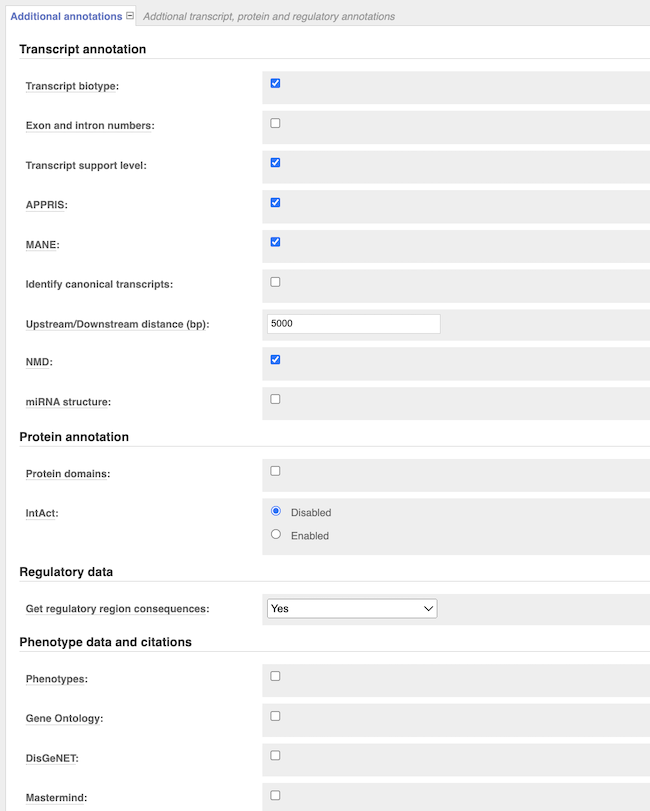 Additional annotations Addtional transcript, protein and regulatory annotations
Transcript annotation
Transcript biotype:
Exon and intron numbers:
Transcript support level:
APPRIS:
MANE:
Identify canonical transcripts:
Upstream/Downstream distance (bp): 5000
NMD:
miRNA structure:
Protein annotation
Protein domains:
IntAct: Disabled
Enabled
Regulatory data
Get regulatory region consequences: Yes
Phenotype data and citations
Phenotypes:
Gene Ontology:
DisGeNET:
Mastermind: